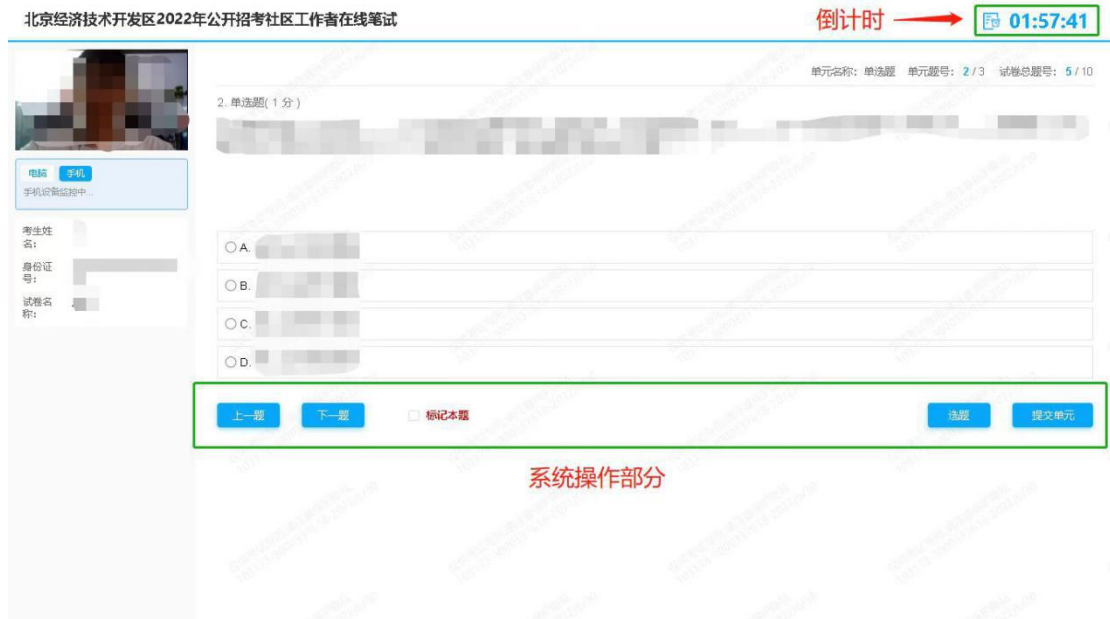 北京经济技术开发区2022年公开招考社区工作者在线笔试
倒计时
01:57:41
单元名称: 单选题 单元题号: 2 / 3 试卷总题号: 5 / 10
2. 单选题( 1 分 )
电脑 手机
手机设备监控中...
考生姓
名:
身份证
号:
试卷名
称:
A.
B.
C.
D.
上一题 下一题 标记本题 选题 提交单元
系统操作部分